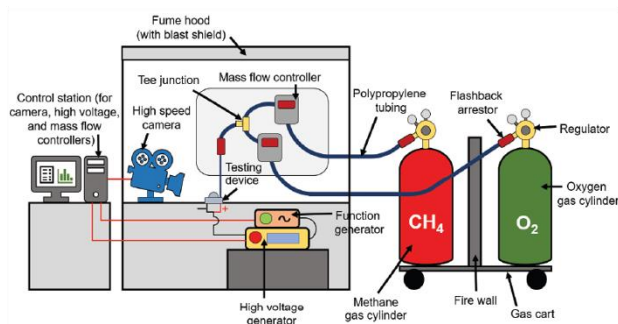 Fume hood
(with blast shield)
Tee junction
Mass flow controller
Polypropylene
tubing
Flashback
arrestor
Regulator
Control station (for
camera, high voltage,
and mass flow
controllers)
High speed
camera
Testing
device
+
Function
generator
High voltage
generator
CH4
O2
Oxygen
gas cylinder
Methane
gas cylinder
Fire wall
Gas cart